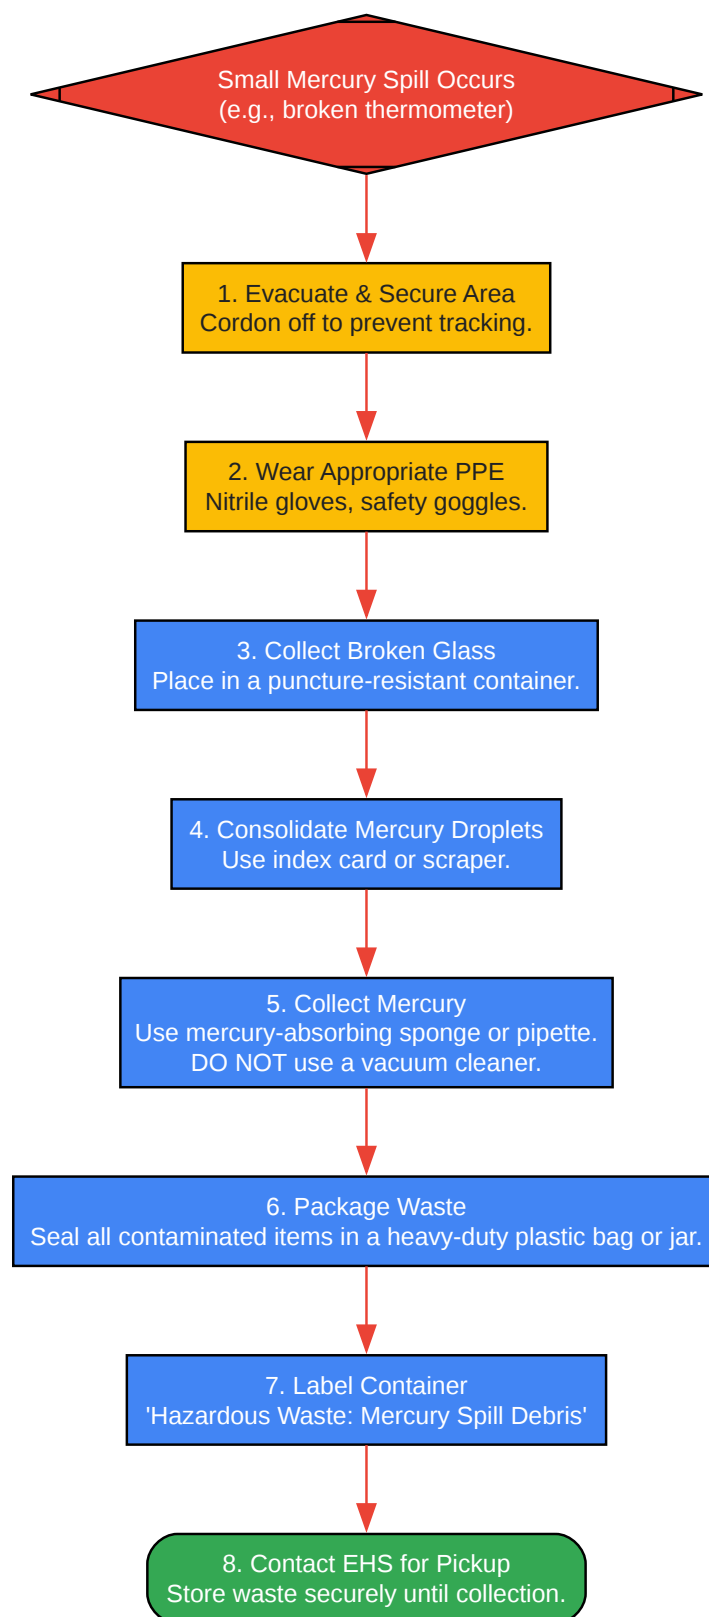 Small Mercury Spill Occurs
(e.g., broken thermometer)
1. Evacuate & Secure Area
Cordon off to prevent tracking.
2. Wear Appropriate PPE
Nitrile gloves, safety goggles.
3. Collect Broken Glass
Place in a puncture-resistant container.
4. Consolidate Mercury Droplets
Use index card or scraper.
5. Collect Mercury
Use mercury-absorbing sponge or pipette.
DO NOT use a vacuum cleaner.
6. Package Waste
Seal all contaminated items in a heavy-duty plastic bag or jar.
7. Label Container
'Hazardous Waste: Mercury Spill Debris'
8. Contact EHS for Pickup
Store waste securely until collection.